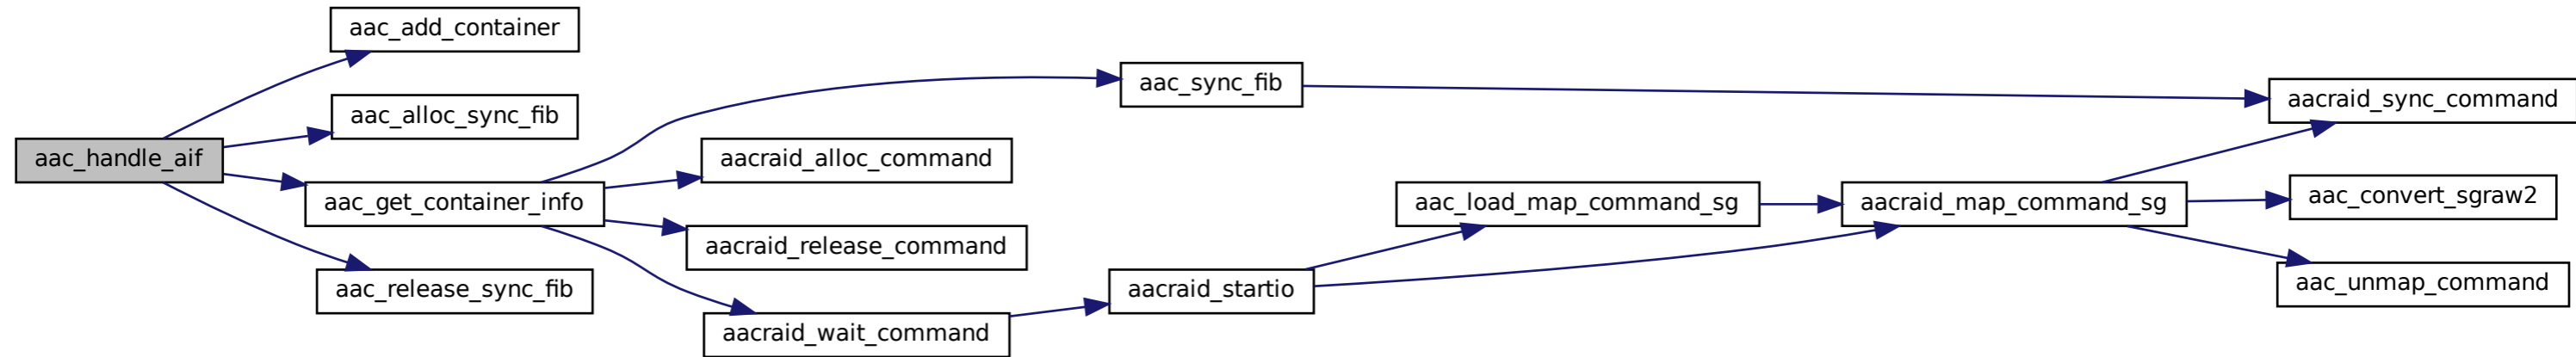 aac_add_container
aac_alloc_sync_fib
aac_handle_aif
aac_get_container_info
aac_release_sync_fib
aacraid_alloc_command
aacraid_release_command
aacraid_wait_command
aac_sync_fib
aacraid_startio
aac_load_map_command_sg
aacraid_map_command_sg
aacraid_sync_command
aac_convert_sgraw2
aac_unmap_command